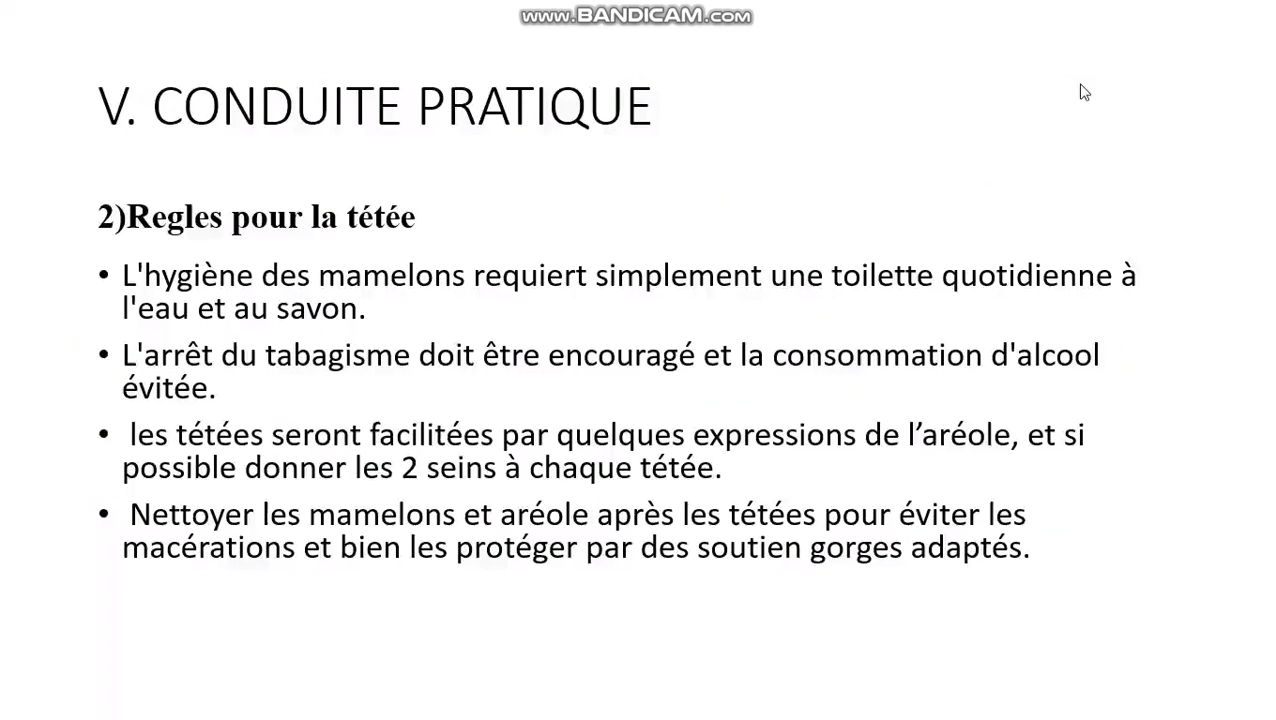 www.BANDICAM.com
V. CONDUITE PRATIQUE
2)Regles pour la tétée
• L'hygiène des mamelons requiert simplement une toilette quotidienne à
l'eau et au savon.
• L'arrêt du tabagisme doit être encouragé et la consommation d'alcool
évitée.
• les tétées seront facilitées par quelques expressions de l’aréole, et si
possible donner les 2 seins à chaque tétée.
• Nettoyer les mamelons et aréole après les tétées pour éviter les
macérations et bien les protéger par des soutien gorges adaptés.